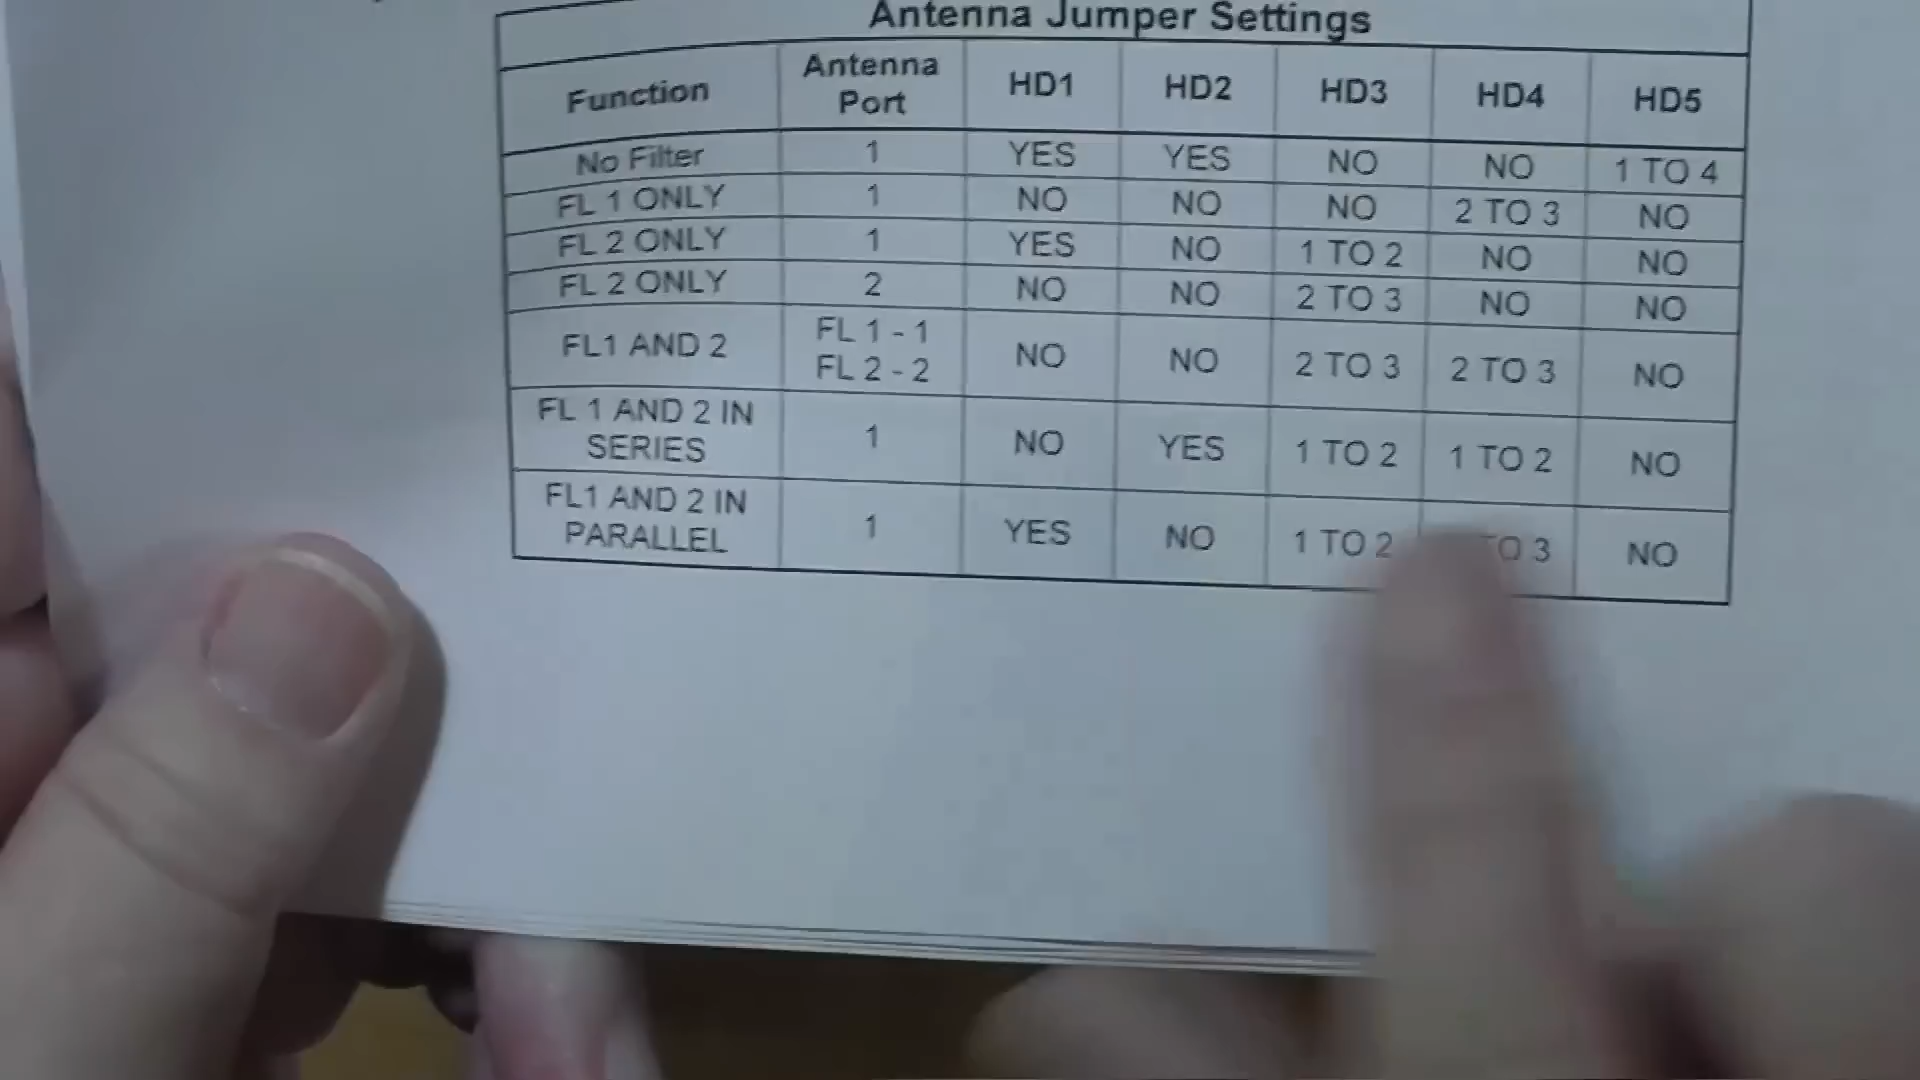 Antenna Jumper Settings
Function Antenna Port HD1 HD2 HD3 HD4 HD5
No Filter 1 YES YES NO NO 1 TO 4
FL 1 ONLY 1 NO NO NO 2 TO 3 NO
FL 2 ONLY 1 YES NO 1 TO 2 NO NO
FL 2 ONLY 2 NO NO 2 TO 3 NO NO
FL1 AND 2 FL 1 - 1 FL 2 - 2 NO NO 2 TO 3 2 TO 3 NO
FL 1 AND 2 IN SERIES 1 NO YES 1 TO 2 1 TO 2 NO
FL1 AND 2 IN PARALLEL 1 YES NO 1 TO 2 TO 3 NO